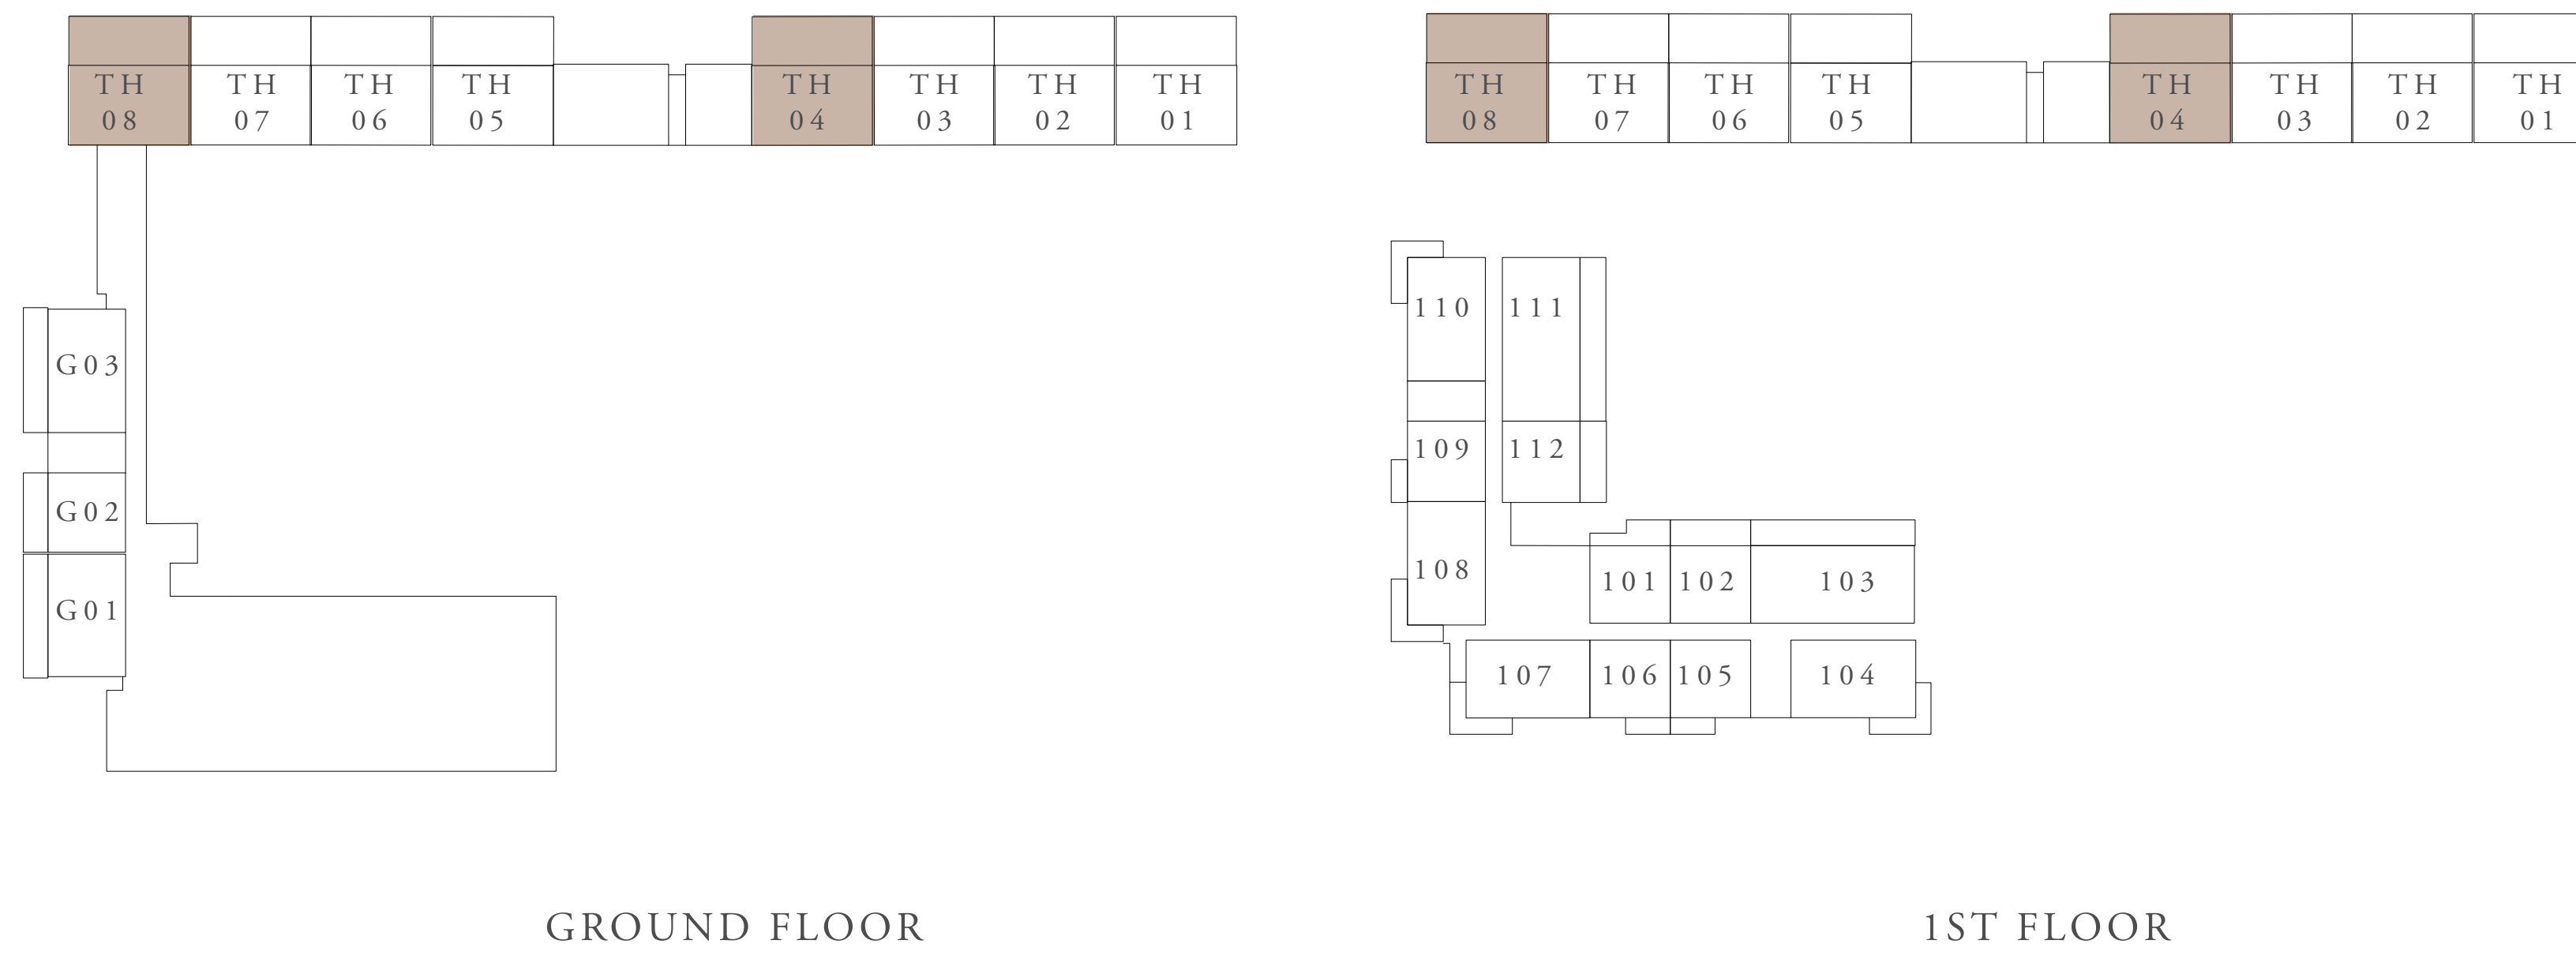 TH 08
TH 07
TH 06
TH 05
TH 04
TH 03
TH 02
TH 01
G03
G02
G01
GROUND FLOOR
TH 08
TH 07
TH 06
TH 05
TH 04
TH 03
TH 02
TH 01
110
111
109
112
108
101
102
103
107
106
105
104
1ST FLOOR